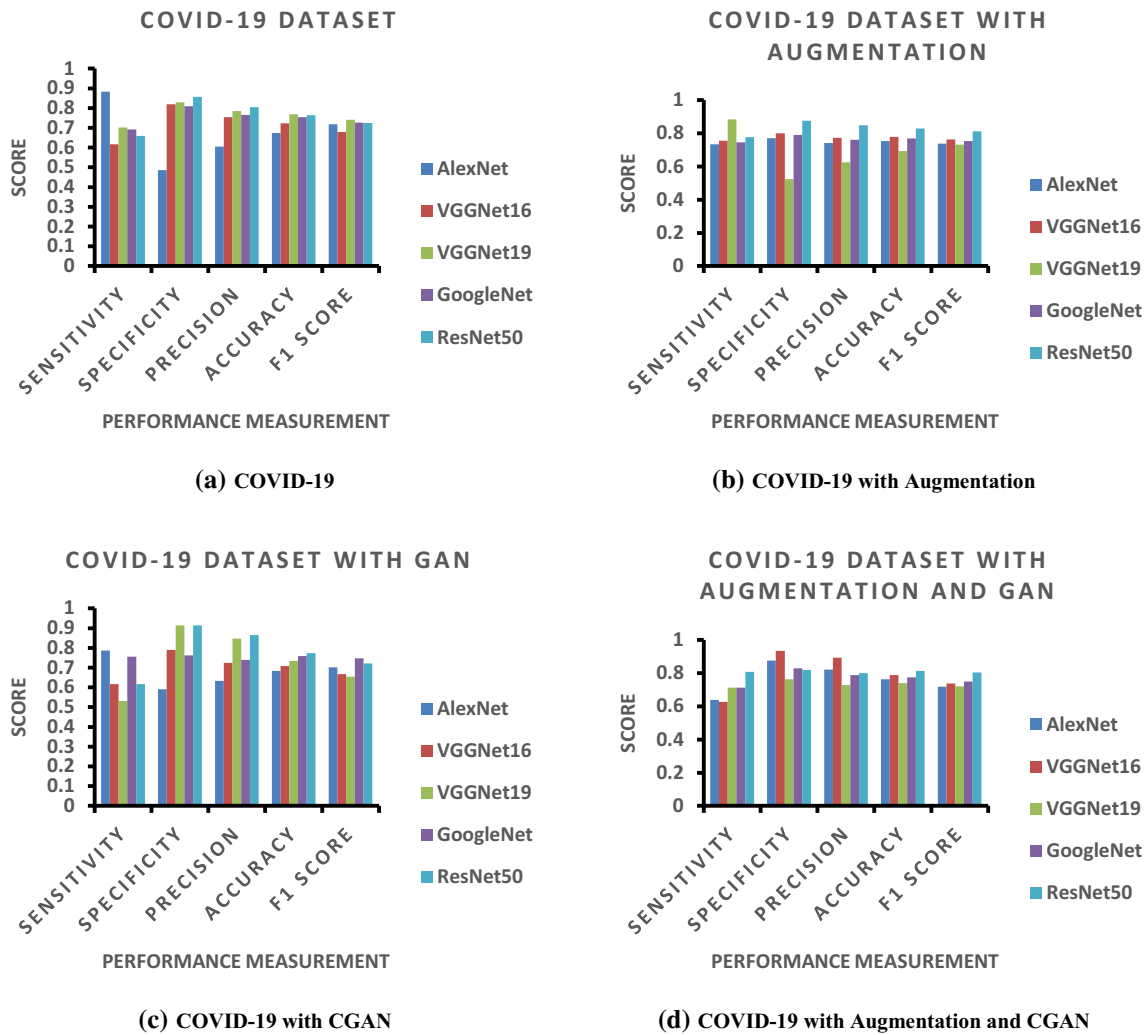 COVID-19 DATASET
1
0.9
0.8
0.7
0.6
0.5
0.4
0.3
0.2
0.1
0
SCORE
SENSITIVITY
SPECIFICITY
PRECISION
ACCURACY
F1 SCORE
PERFORMANCE MEASUREMENT
AlexNet
VGGNet16
VGGNet19
GoogleNet
ResNet50
(a) COVID-19
COVID-19 DATASET WITH
AUGMENTATION
1
0.8
0.6
0.4
0.2
0
SCORE
SENSITIVITY
SPECIFICITY
PRECISION
ACCURACY
F1 SCORE
PERFORMANCE MEASUREMENT
AlexNet
VGGNet16
VGGNet19
GoogleNet
ResNet50
(b) COVID-19 with Augmentation
COVID-19 DATASET WITH GAN
1
0.9
0.8
0.7
0.6
0.5
0.4
0.3
0.2
0.1
0
SCORE
SENSITIVITY
SPECIFICITY
PRECISION
ACCURACY
F1 SCORE
PERFORMANCE MEASUREMENT
AlexNet
VGGNet16
VGGNet19
GoogleNet
ResNet50
(c) COVID-19 with CGAN
COVID-19 DATASET WITH
AUGMENTATION AND GAN
1
0.8
0.6
0.4
0.2
0
SCORE
SENSITIVITY
SPECIFICITY
PRECISION
ACCURACY
F1 SCORE
PERFORMANCE MEASUREMENT
AlexNet
VGGNet16
VGGNet19
GoogleNet
ResNet50
(d) COVID-19 with Augmentation and CGAN